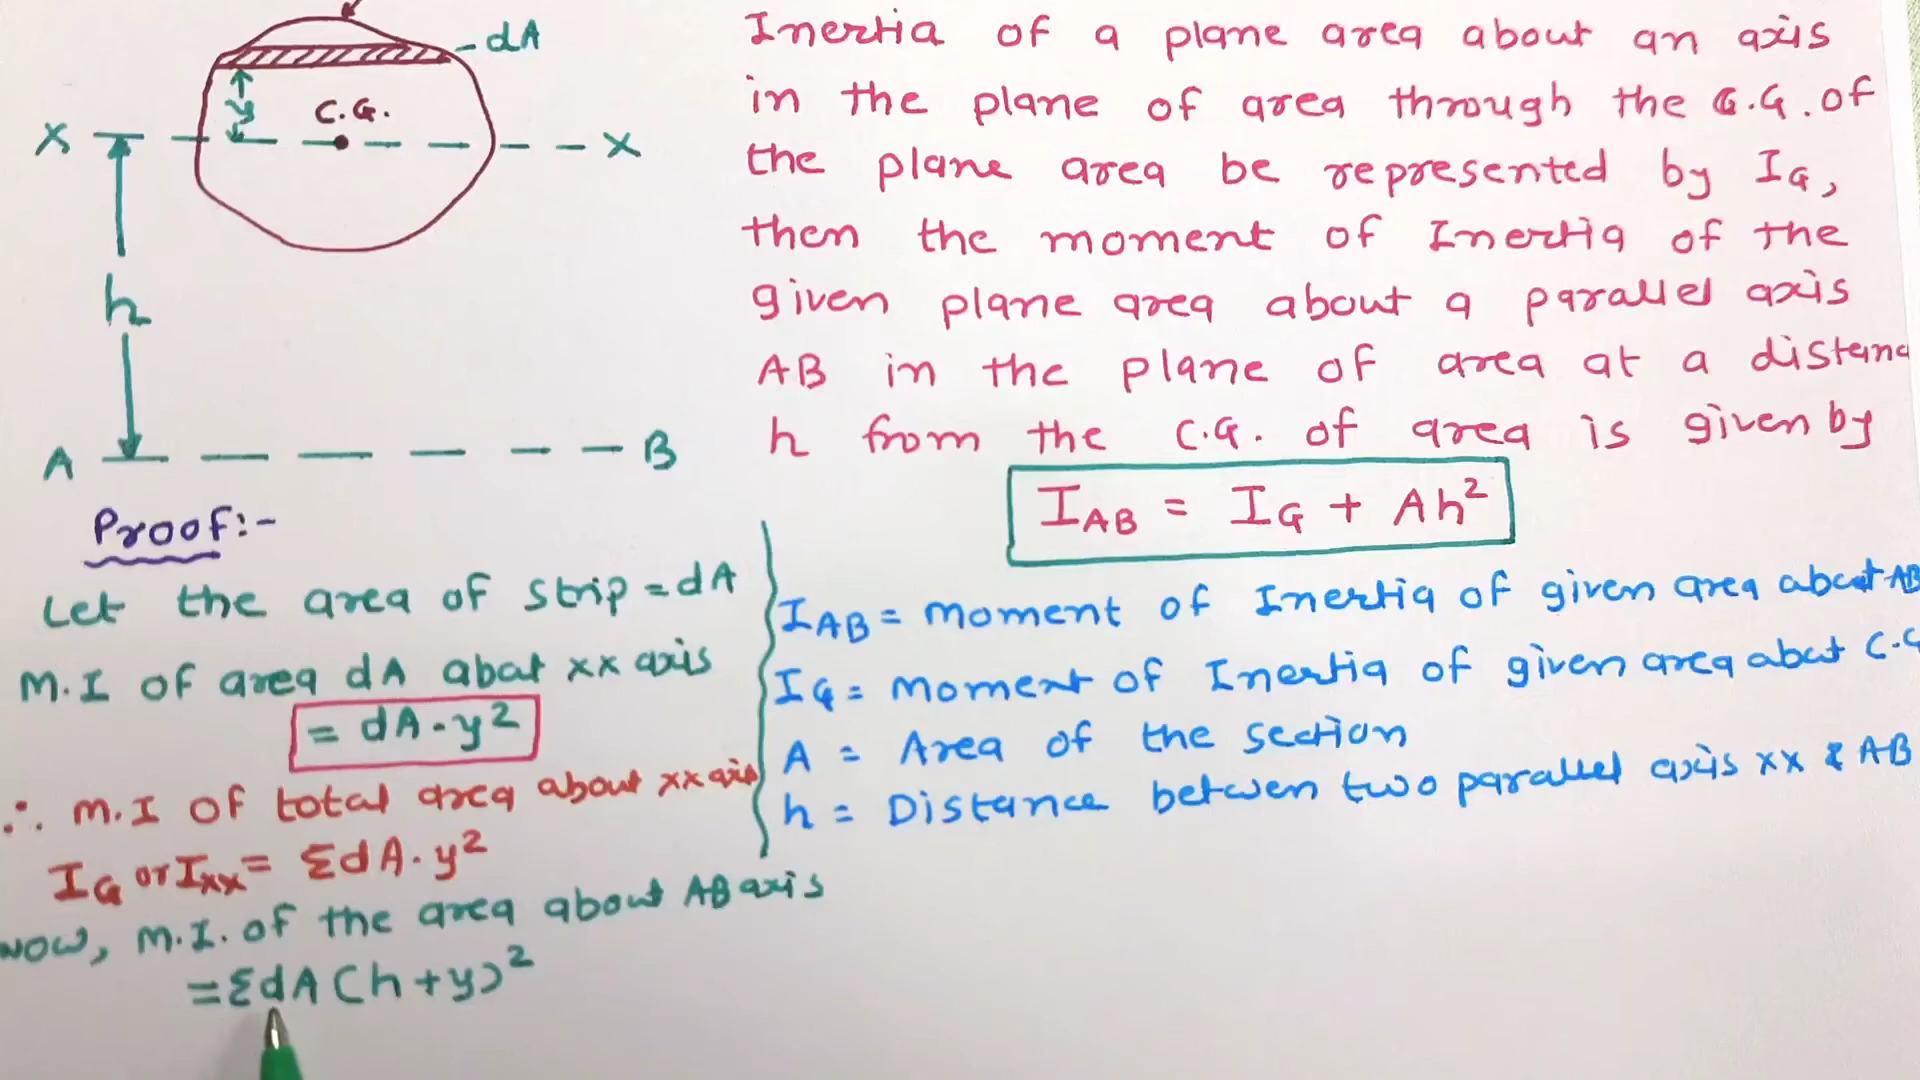 dA
y
C.G.
X
X
h
A
B
Inertia of a plane area about an axis
in the plane of area through the C.G. of
the plane area be represented by IG,
then the moment of Inertia of the
given plane area about a parallel axis
AB in the plane of area at a distanc
h from the C.G. of area is given by
IAB = IG + Ah²
Proof:-
Let the area of strip = dA
M.I of area dA abat xx axis
= dA·y²
∴ M.I of total area about xx axis
IG or Ixx = ΣdA·y²
NOW, M.I. of the area about AB axis
= ΣdA (h+y)²
IAB = Moment of Inertia of given area about AB
IG = Moment of Inertia of given area abat C.G
A = Area of the section
h = Distance between two parallel axis xx & AB